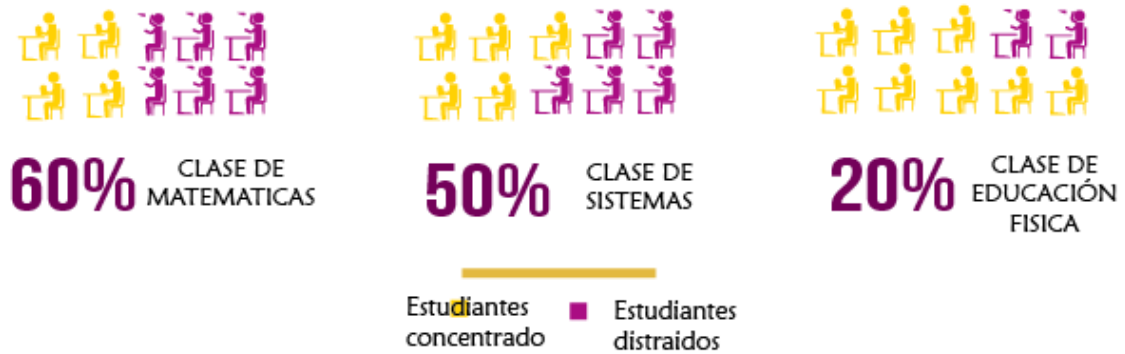 60% CLASE DE
MATEMATICAS
50% CLASE DE
SISTEMAS
20% CLASE DE
EDUCACIÓN
FISICA
Estudiantes
concentrado
Estudiantes
distraidos